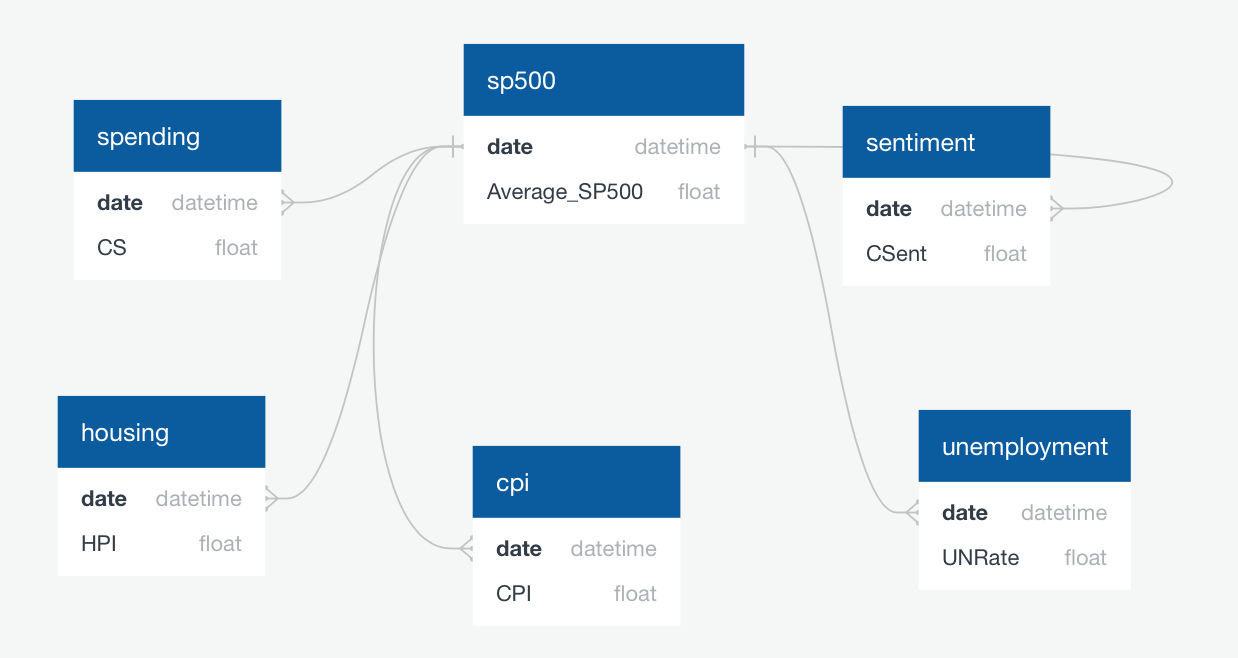 sp500
date datetime
Average_SP500 float
spending
date datetime
CS float
sentiment
date datetime
CSent float
housing
date datetime
HPI float
cpi
date datetime
CPI float
unemployment
date datetime
UNRate float